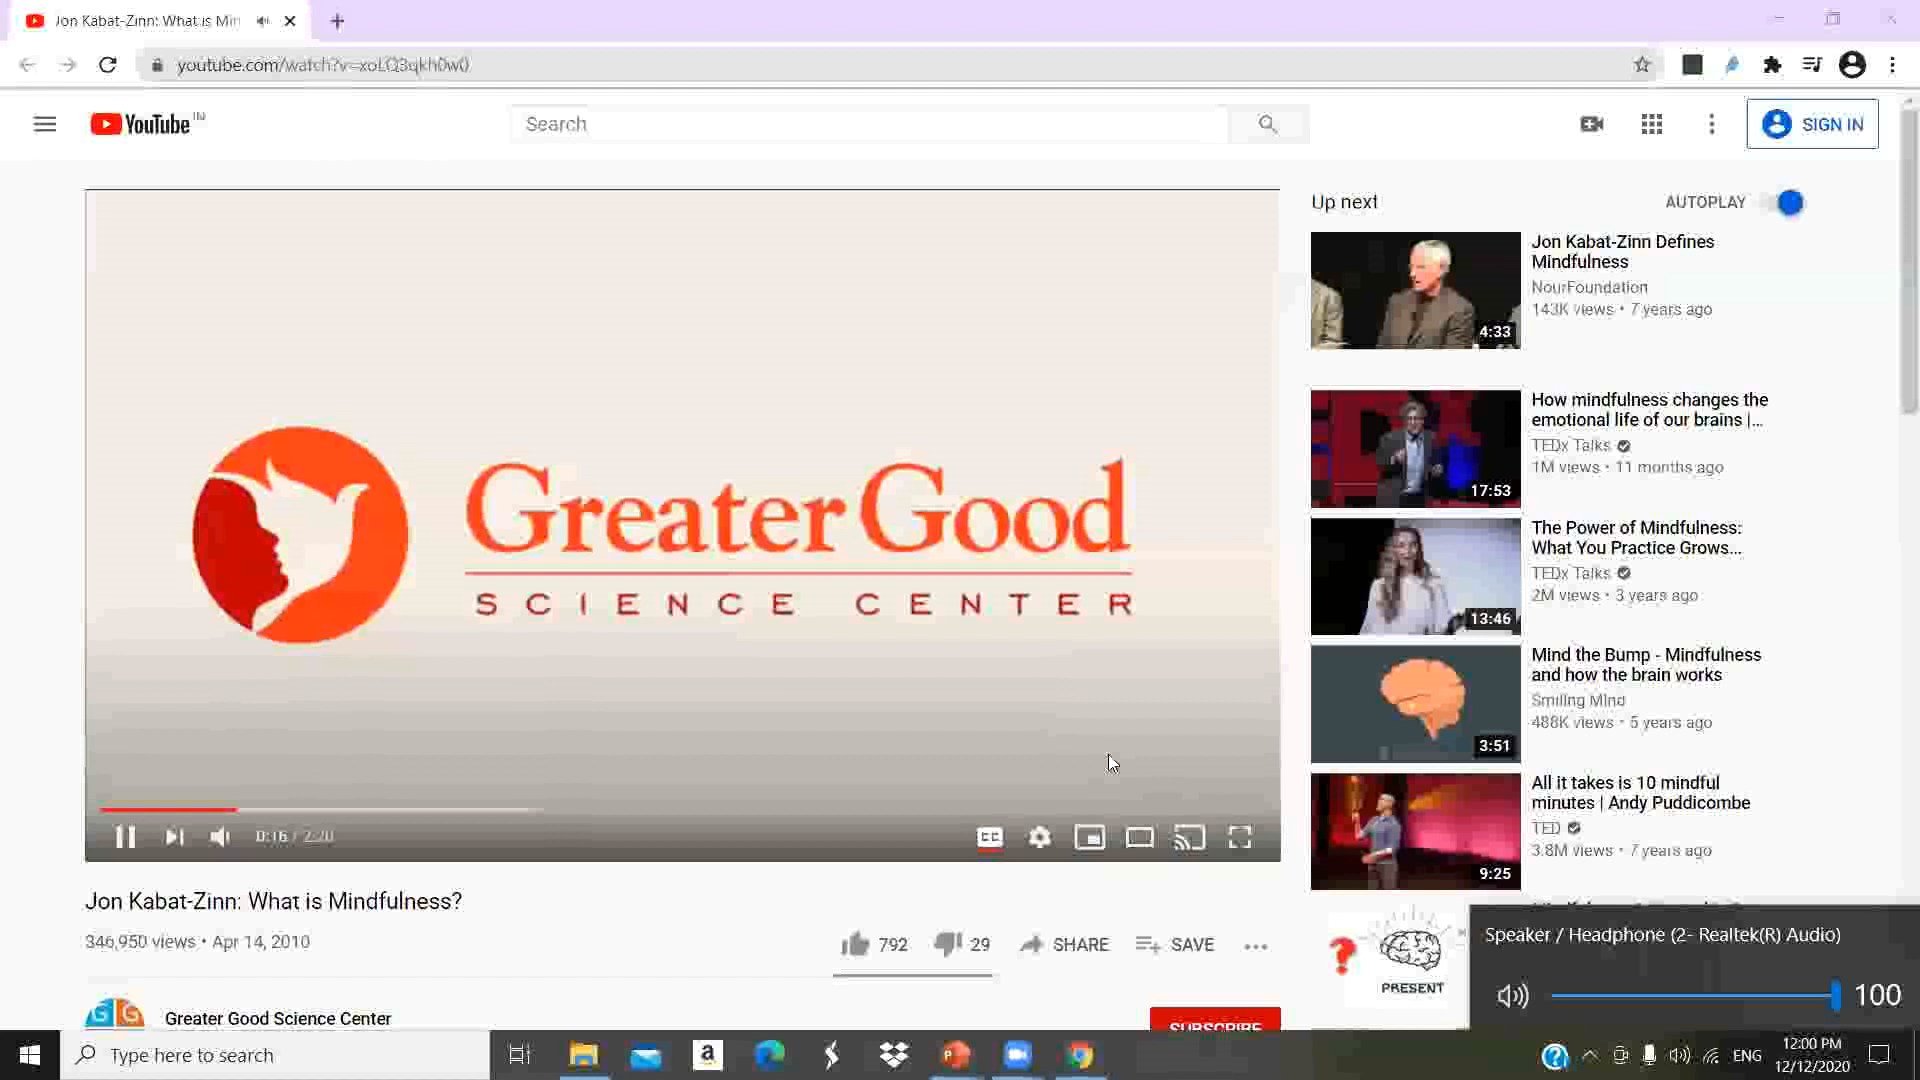 Jon Kabat-Zinn: What is Min
youtube.com/watch?v=xoLQ3qkh0w0
YouTube IN
Search
SIGN IN
Greater Good
SCIENCE CENTER
0:16 / 2:20
CC
Jon Kabat-Zinn: What is Mindfulness?
346,950 views • Apr 14, 2010
792
29
SHARE
SAVE
Greater Good Science Center
SUBSCRIBE
Up next
AUTOPLAY
4:33
Jon Kabat-Zinn Defines
Mindfulness
NourFoundation
143K views • 7 years ago
17:53
How mindfulness changes the
emotional life of our brains |...
TEDx Talks
1M views • 11 months ago
13:46
The Power of Mindfulness:
What You Practice Grows...
TEDx Talks
2M views • 3 years ago
3:51
Mind the Bump - Mindfulness
and how the brain works
Smiling Mind
488K views • 5 years ago
9:25
All it takes is 10 mindful
minutes | Andy Puddicombe
TED
3.8M views • 7 years ago
?
PRESENT
Speaker / Headphone (2- Realtek(R) Audio)
100
Type here to search
a
ENG
12:00 PM
12/12/2020